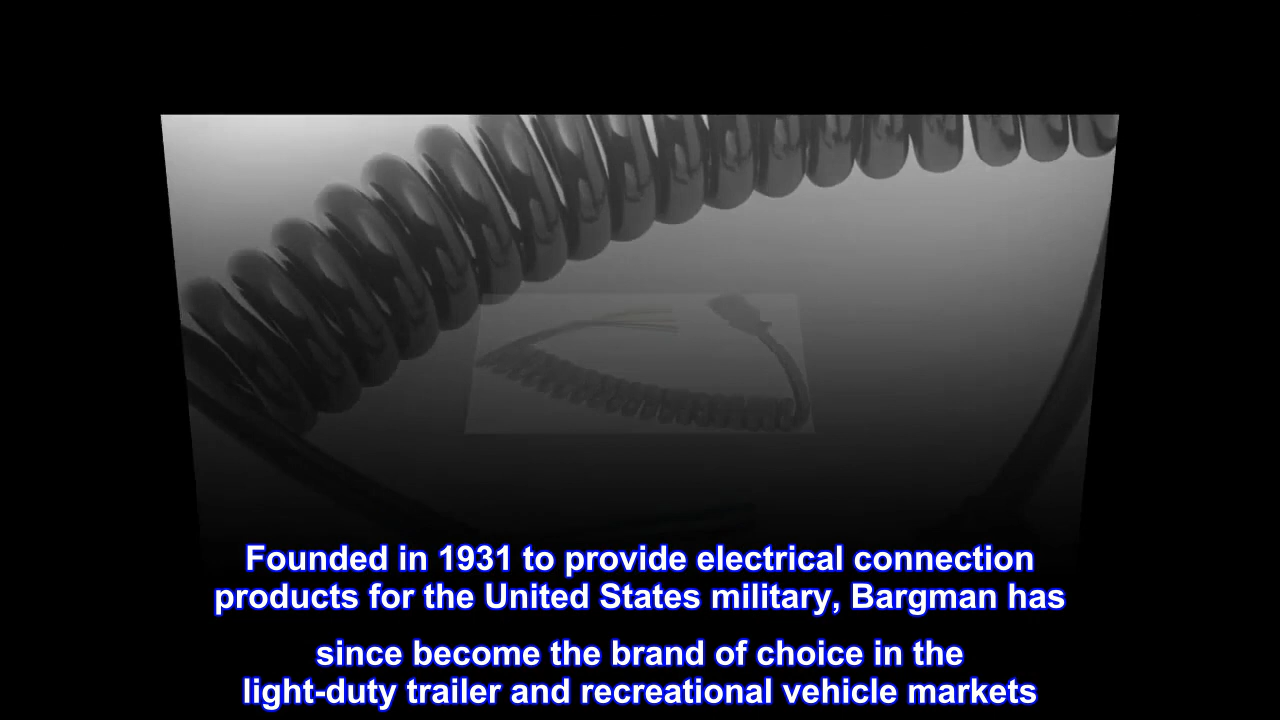 Founded in 1931 to provide electrical connection
products for the United States military, Bargman has
since become the brand of choice in the
light-duty trailer and recreational vehicle markets